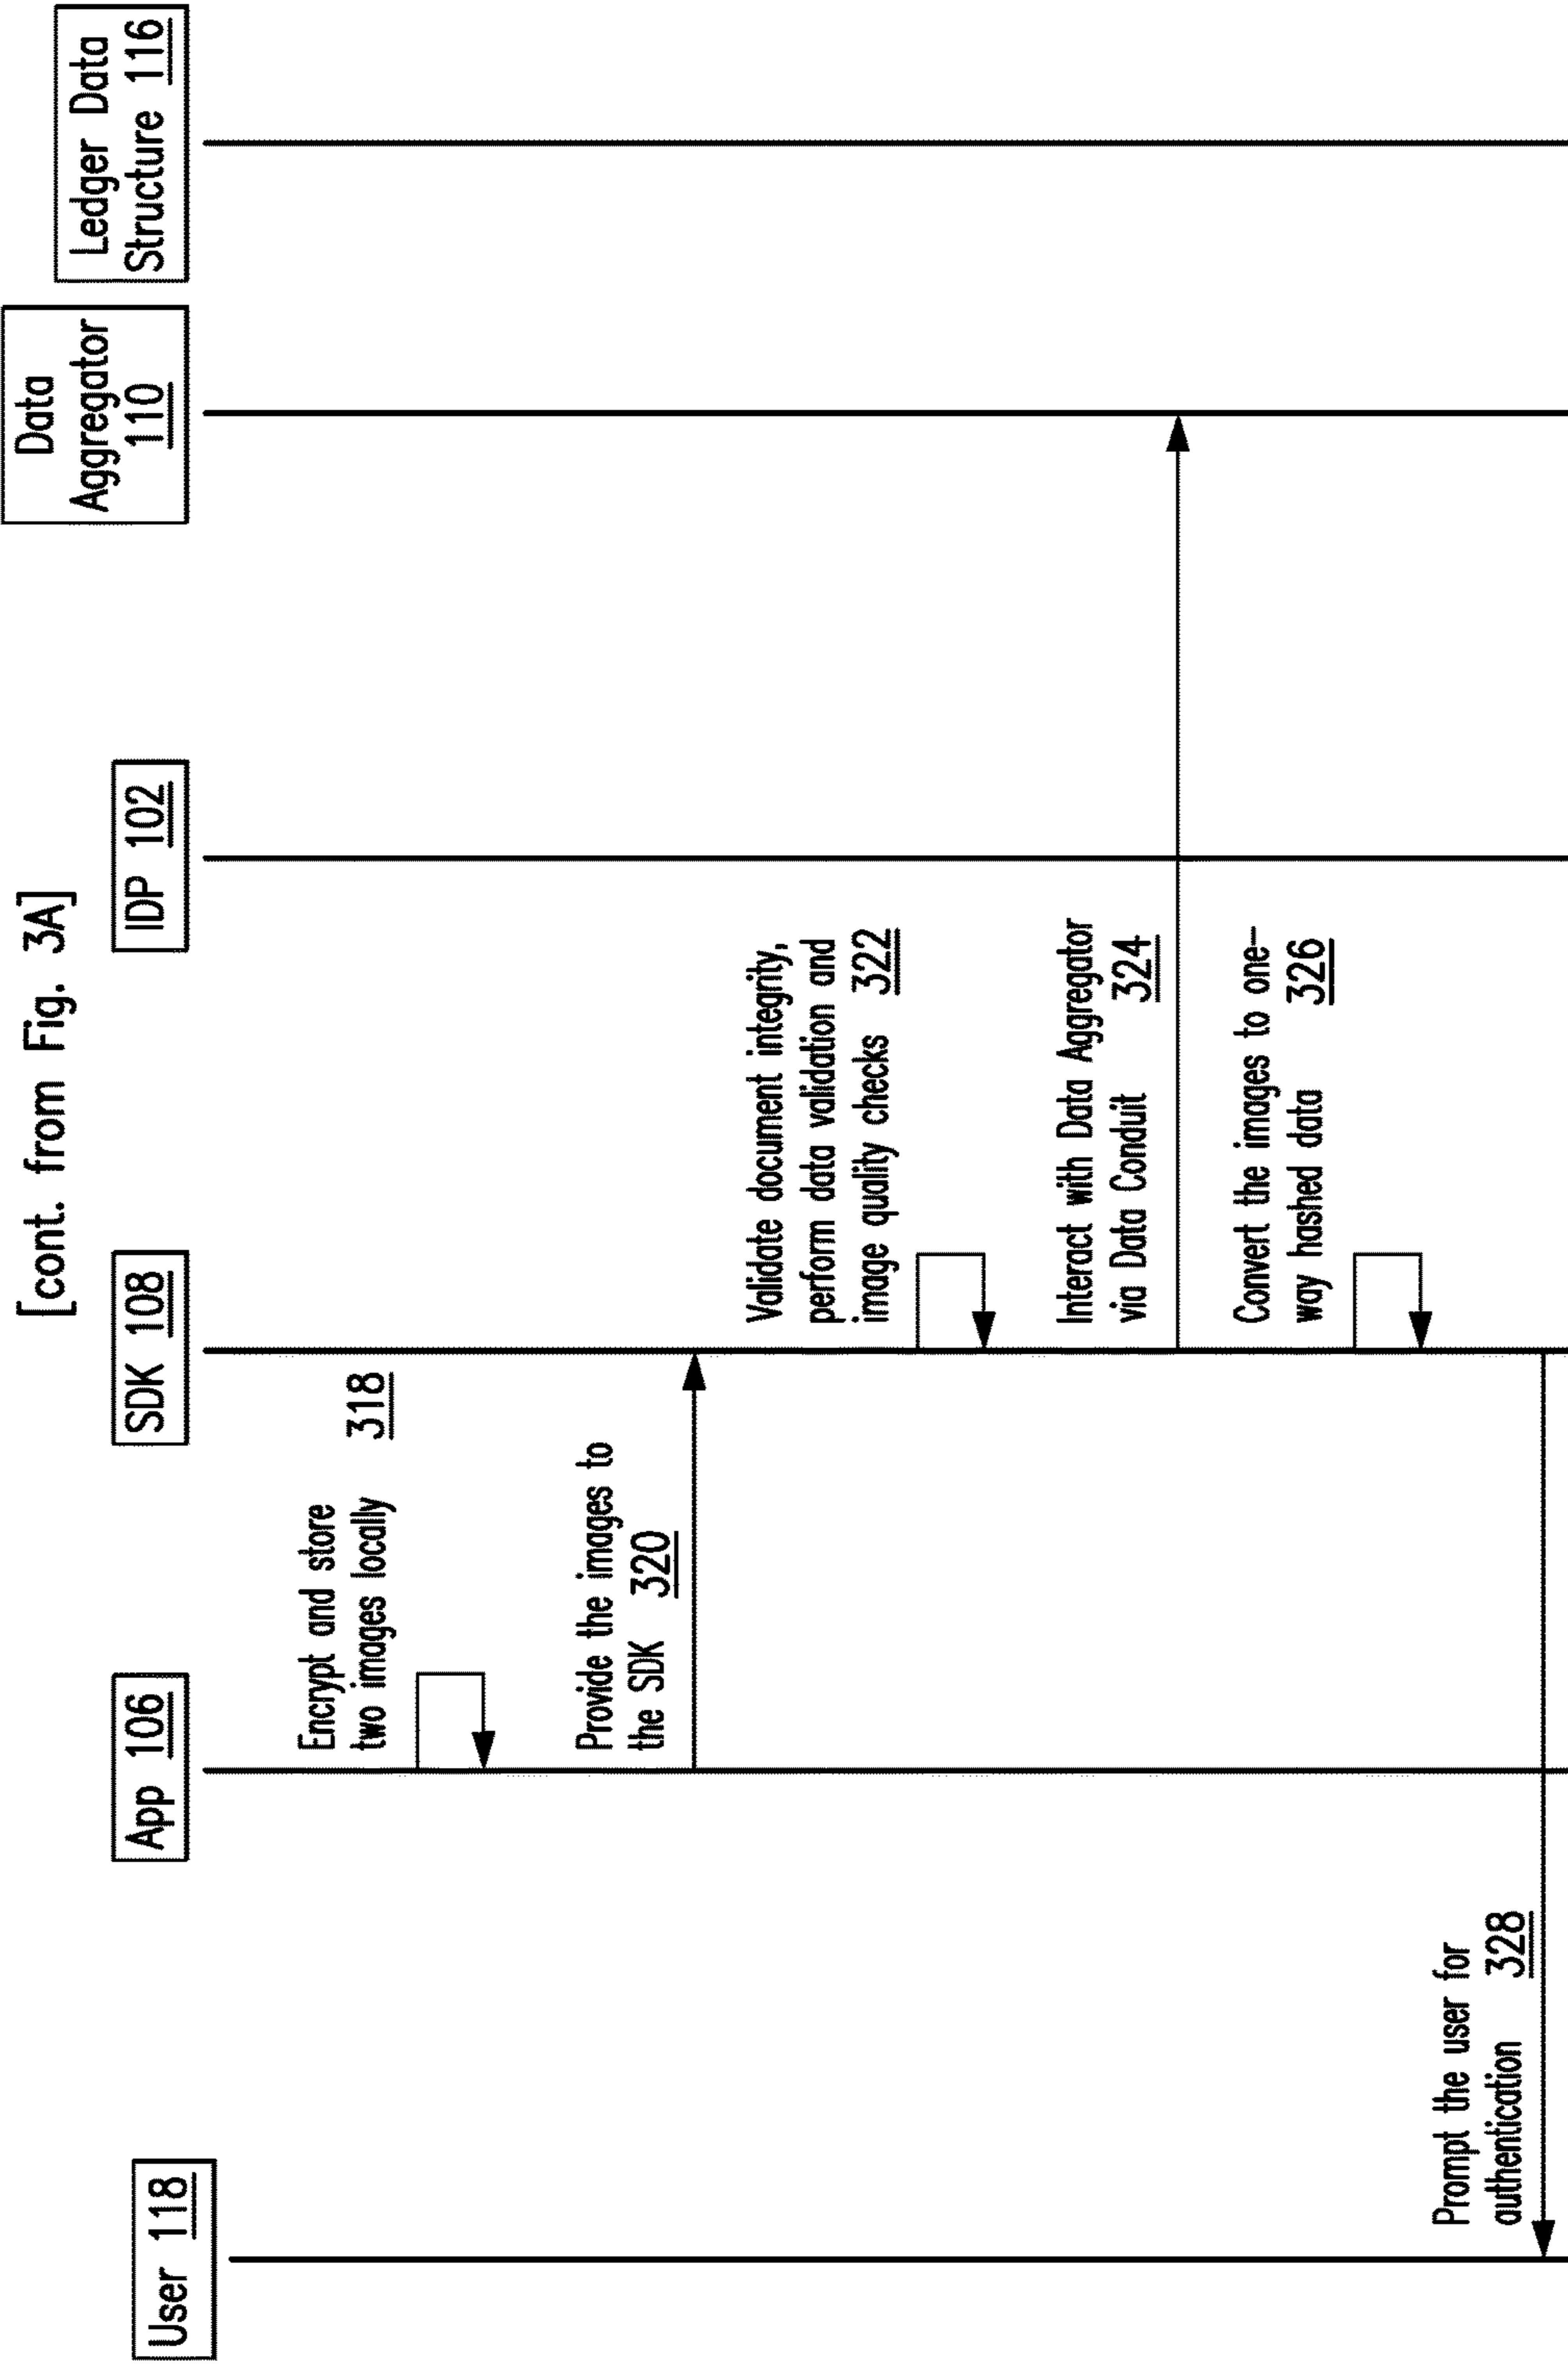 [cont. from Fig. 3A]
User 118
App 106
SDK 108
IDP 102
Data
Aggregator
110
Ledger Data
Structure 116
Encrypt and store
two images locally 318
Provide the images to
the SDK 320
Validate document integrity,
perform data validation and
image quality checks 322
Interact with Data Aggregator
via Data Conduit 324
Convert the images to one-
way hashed data 326
Prompt the user for
authentication 328